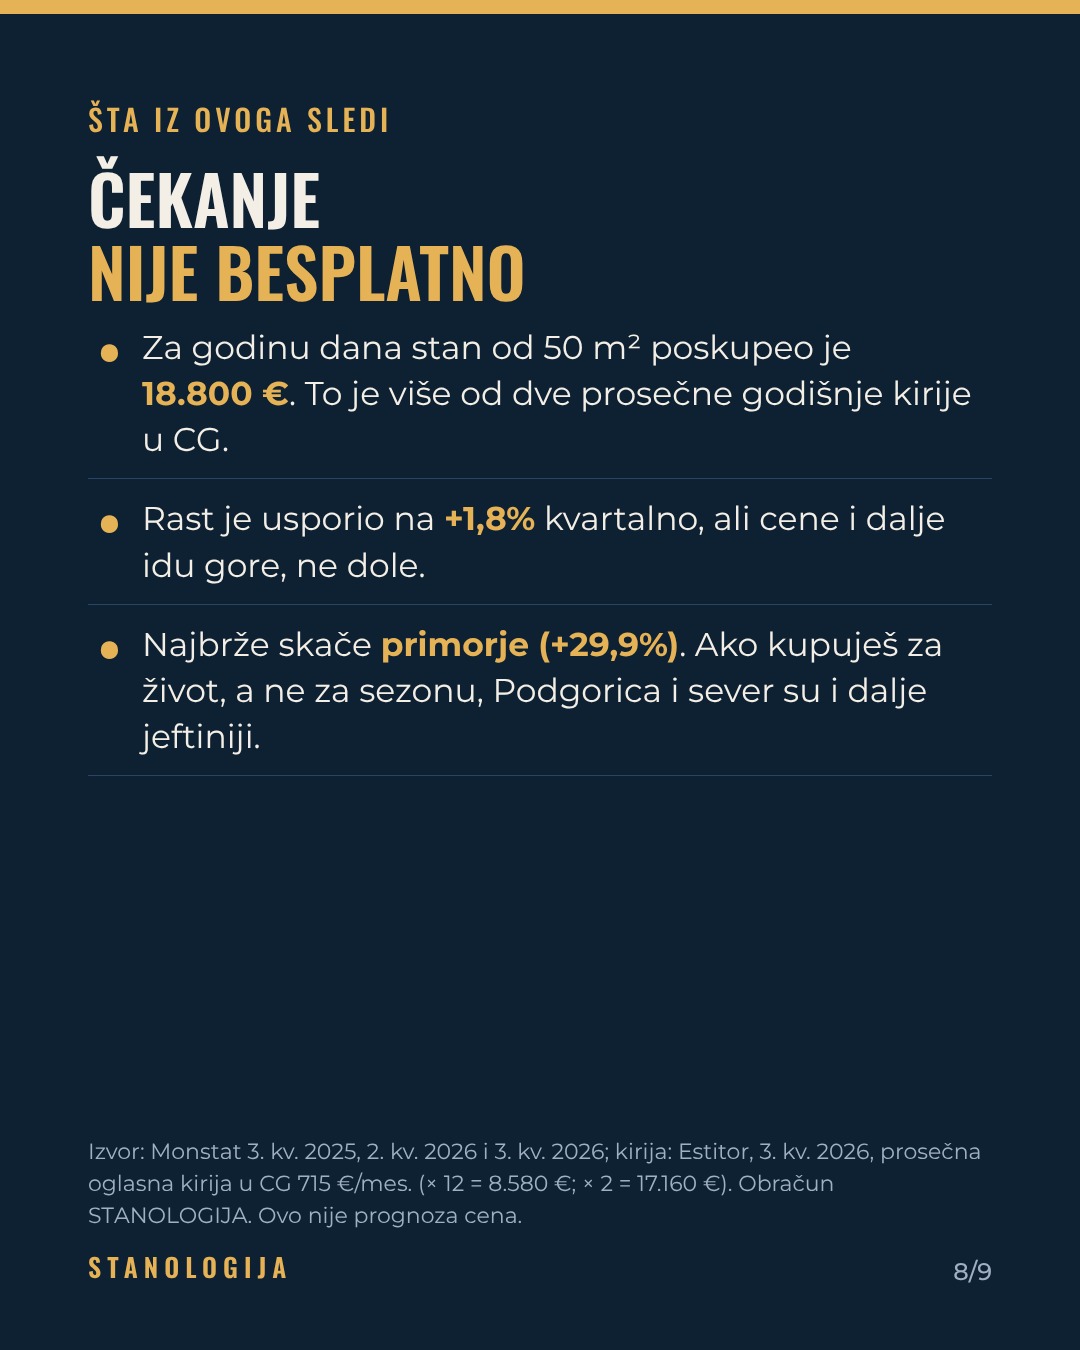 ŠTA IZ OVOGA SLEDI
ČEKANJE
NIJE BESPLATNO
Za godinu dana stan od 50 m² poskupeo je
18.800 €. To je više od dve prosečne godišnje kirije
u CG.
Rast je usporio na +1,8% kvartalno, ali cene i dalje
idu gore, ne dole.
Najbrže skače primorje (+29,9%). Ako kupuješ za
život, a ne za sezonu, Podgorica i sever su i dalje
jeftiniji.
Izvor: Monstat 3. kv. 2025, 2. kv. 2026 i 3. kv. 2026; kirija: Estitor, 3. kv. 2026, prosečna
oglasna kirija u CG 715 €/mes. (× 12 = 8.580 €; × 2 = 17.160 €). Obračun
STANOLOGIJA. Ovo nije prognoza cena.
STANOLOGIJA
8/9